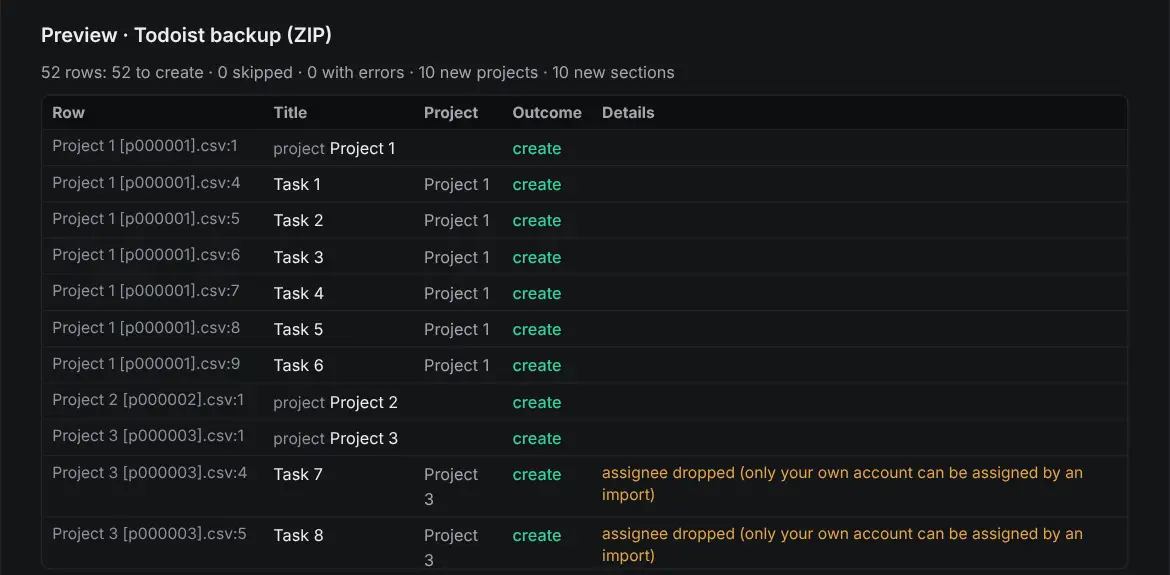 Preview · Todoist backup (ZIP)
52 rows: 52 to create · 0 skipped · 0 with errors · 10 new projects · 10 new sections
Row Title Project Outcome Details
Project 1 [p000001].csv:1 project Project 1 create
Project 1 [p000001].csv:4 Task 1 Project 1 create
Project 1 [p000001].csv:5 Task 2 Project 1 create
Project 1 [p000001].csv:6 Task 3 Project 1 create
Project 1 [p000001].csv:7 Task 4 Project 1 create
Project 1 [p000001].csv:8 Task 5 Project 1 create
Project 1 [p000001].csv:9 Task 6 Project 1 create
Project 2 [p000002].csv:1 project Project 2 create
Project 3 [p000003].csv:1 project Project 3 create
Project 3 [p000003].csv:4 Task 7 Project create assignee dropped (only your own account can be assigned by an
3 import)
Project 3 [p000003].csv:5 Task 8 Project create assignee dropped (only your own account can be assigned by an
3 import)